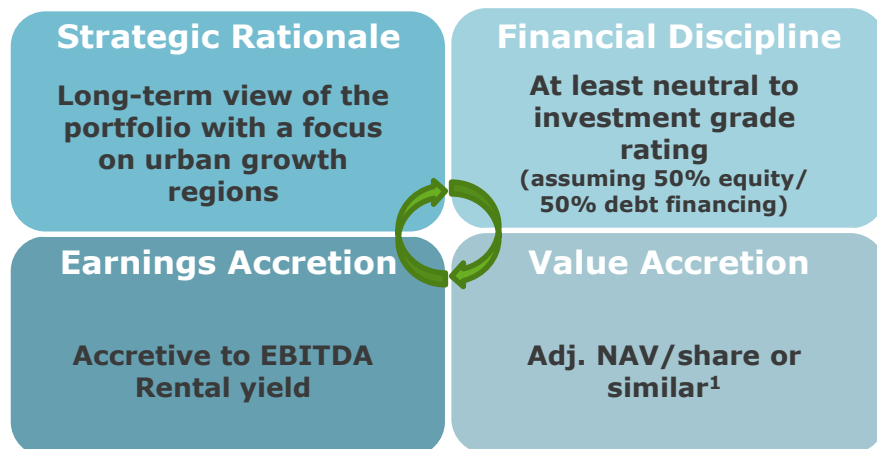 Strategic Rationale
Long-term view of the
portfolio with a focus
on urban growth
regions
Financial Discipline
At least neutral to
investment grade
rating
(assuming 50% equity/
50% debt financing)
Earnings Accretion
Accretive to EBITDA
Rental yield
Value Accretion
Adj. NAV/share or
similar¹